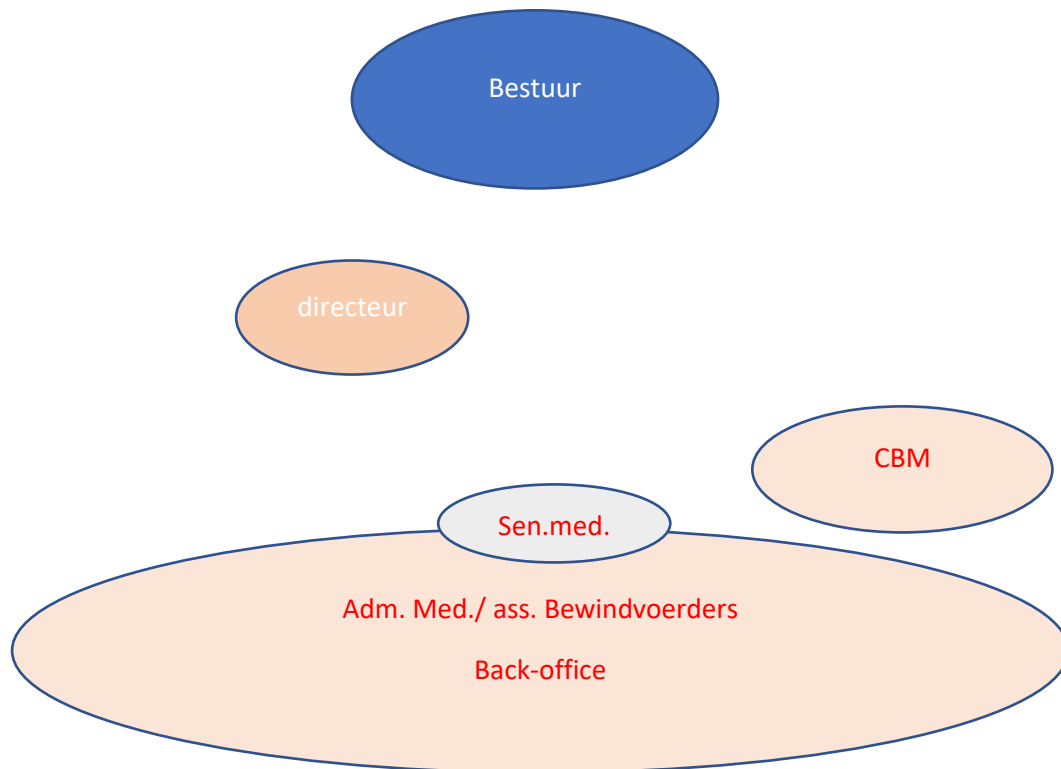 Bestuur
directeur
CBM
Sen.med.
Adm. Med./ ass. Bewindvoerders
Back-office